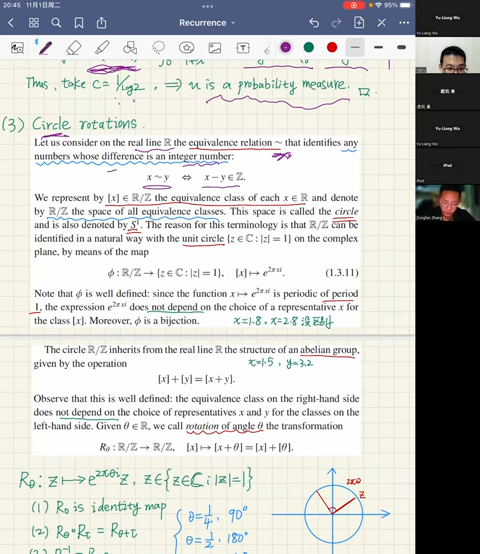 20:45 11月1日周二
95%
Recurrence
Thus, take C = 1/log2, ⟹ u is a probability measure. □
(3) Circle rotations.
Let us consider on the real line ℝ the equivalence relation ∼ that identifies any
numbers whose difference is an integer number:
x ∼ y ⇔ x − y ∈ ℤ.
We represent by [x] ∈ ℝ/ℤ the equivalence class of each x ∈ ℝ and denote
by ℝ/ℤ the space of all equivalence classes. This space is called the circle
and is also denoted by S¹. The reason for this terminology is that ℝ/ℤ can be
identified in a natural way with the unit circle {z ∈ ℂ : |z| = 1} on the complex
plane, by means of the map
ϕ : ℝ/ℤ → {z ∈ ℂ : |z| = 1}, [x] ↦ e^{2πxi}. (1.3.11)
Note that ϕ is well defined: since the function x ↦ e^{2πxi} is periodic of period
1, the expression e^{2πxi} does not depend on the choice of a representative x for
the class [x]. Moreover, ϕ is a bijection.
x=1.8, x=2.8 没区分
The circle ℝ/ℤ inherits from the real line ℝ the structure of an abelian group,
given by the operation
x=1.5, y=3.2
[x] + [y] = [x + y].
Observe that this is well defined: the equivalence class on the right-hand side
does not depend on the choice of representatives x and y for the classes on the
left-hand side. Given θ ∈ ℝ, we call rotation of angle θ the transformation
R_θ : ℝ/ℤ → ℝ/ℤ, [x] ↦ [x + θ] = [x] + [θ].
R_θ : z ↦ e^{2πθi} z, z ∈ {z ∈ ℂ : |z| = 1}
(1) R_0 is identity map
(2) R_θ ∘ R_τ = R_{θ+τ}
θ = 1/4, 90°
θ = 1/2, 180°
2πθ
z
Yu-Liang Wu
Yu-Liang Wu
Yu-Liang Wu
iPad
Zongfan Zhang